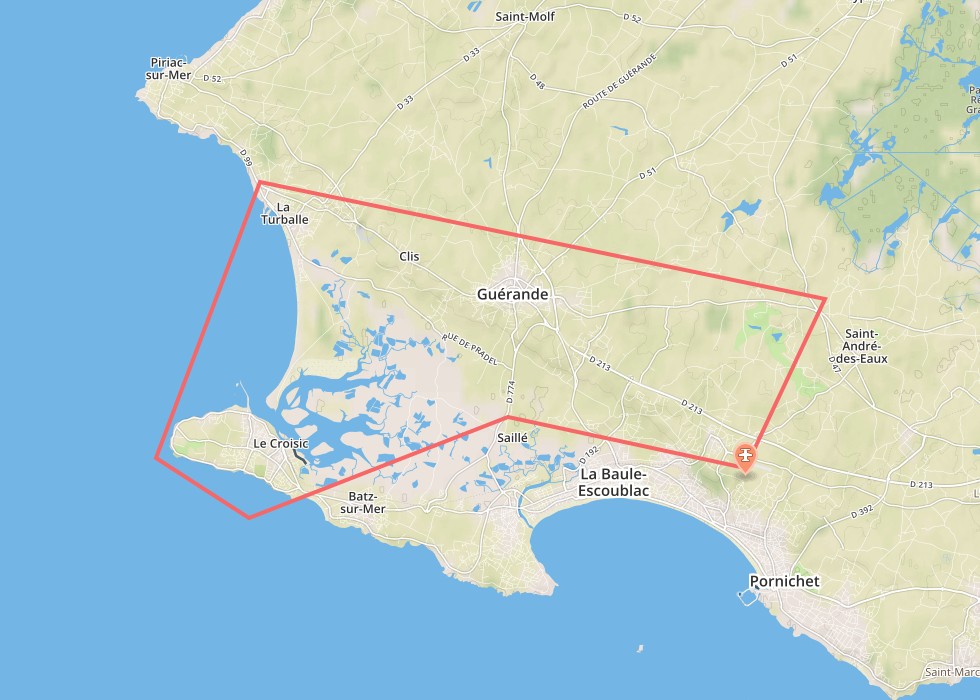 Saint-Molf
D 52
D 33
Piriac-
sur-Mer
D 52
D 51
D 48
ROUTE DE GUÉRANDE
D 33
D 99
D 51
La
Turballe
Clis
Guérande
RUE DE PRADEL
Saint-
André-
des-Eaux
D 47
D 213
D 774
D 213
Le Croisic
Saillé
D 192
La Baule-
Escoublac
D 213
Batz-
sur-Mer
D 392
Pornichet
Saint-Marc